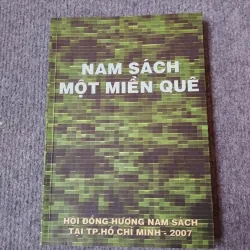 NAM SÁCH
MỘT MIỀN QUÊ
HỘI ĐỒNG HƯƠNG NAM SÁCH
TẠI TP.HỒ CHÍ MINH - 2007